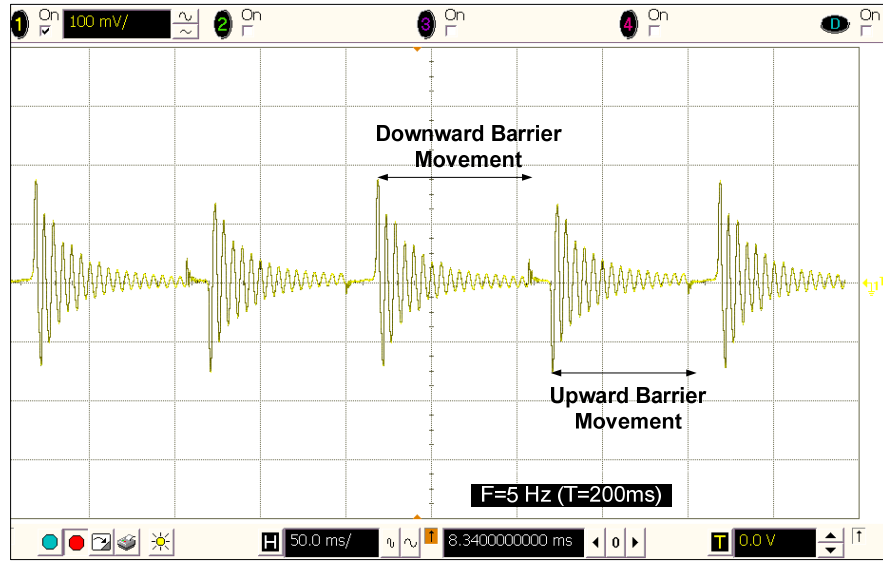 1 On 100 mV/ 2 On 3 On 4 On D On
Downward Barrier
Movement
Upward Barrier
Movement
F=5 Hz (T=200ms)
H 50.0 ms/ 8.3400000000 ms 0 T 0.0 V